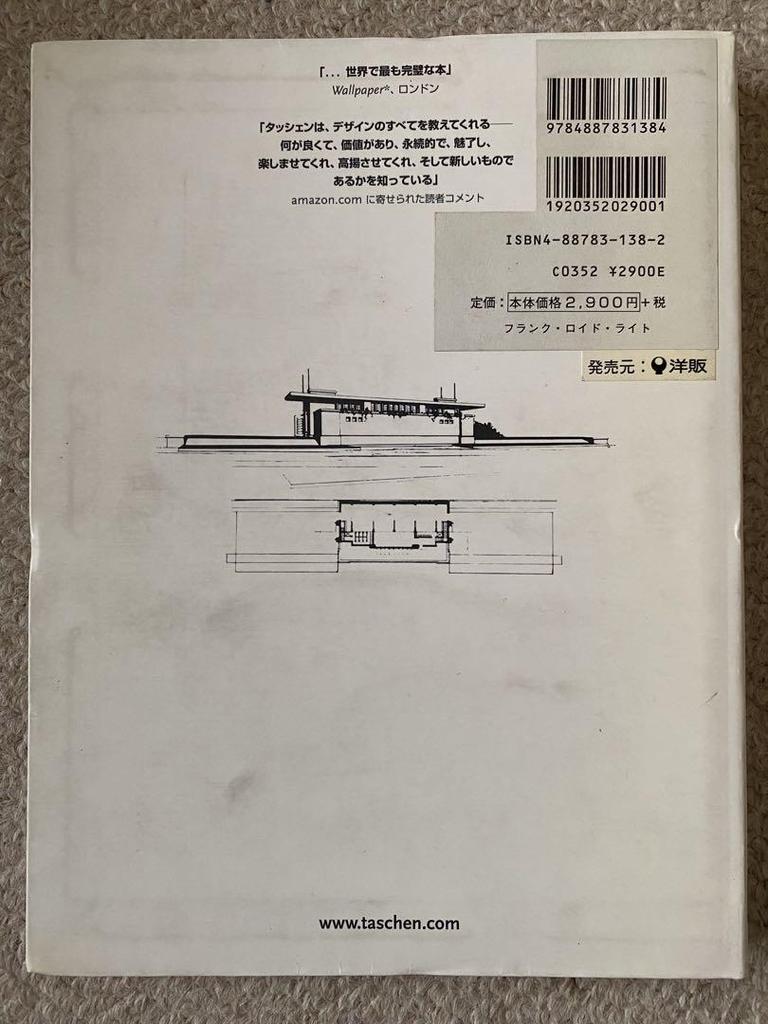 「... 世界で最も完璧な本」
Wallpaper*、ロンドン
「タッシェンは、デザインのすべてを教えてくれる——
何が良くて、価値があり、永続的で、魅了し、
楽しませてくれ、高揚させてくれ、そして新しいもので
あるかを知っている」
amazon.com に寄せられた読者コメント
9784887831384
1920352029001
ISBN4-88783-138-2
C0352 ¥2900E
定価：本体価格2,900円+税
フランク・ロイド・ライト
発売元：洋販
www.taschen.com